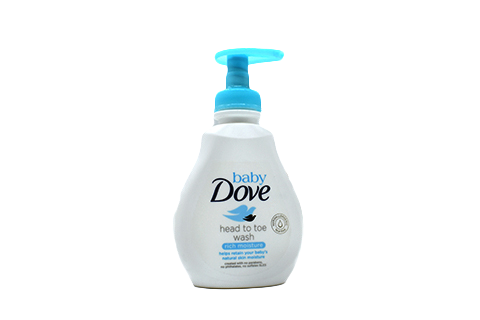 baby
Dove
head to toe
wash
rich moisture
helps retain your baby's
natural skin moisture